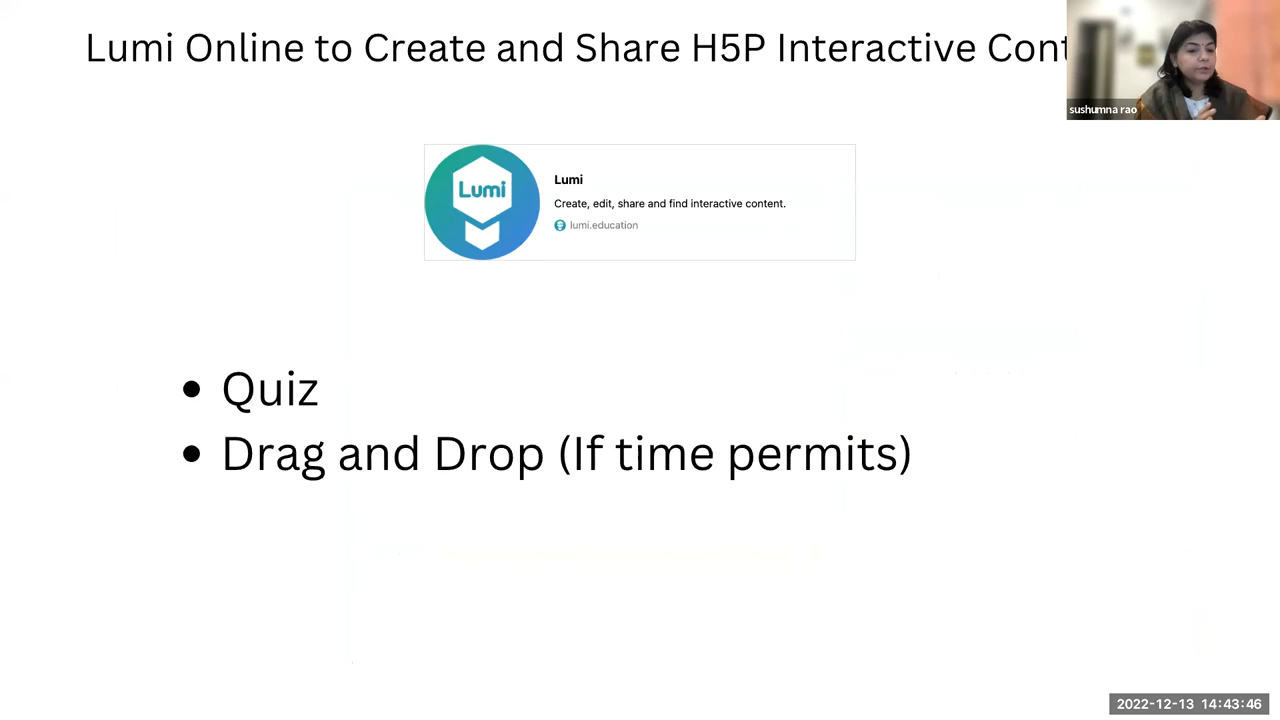 Lumi Online to Create and Share H5P Interactive Cont
sushumna rao
Lumi
Lumi
Create, edit, share and find interactive content.
lumi.education
• Quiz
• Drag and Drop (If time permits)
2022-12-13 14:43:46